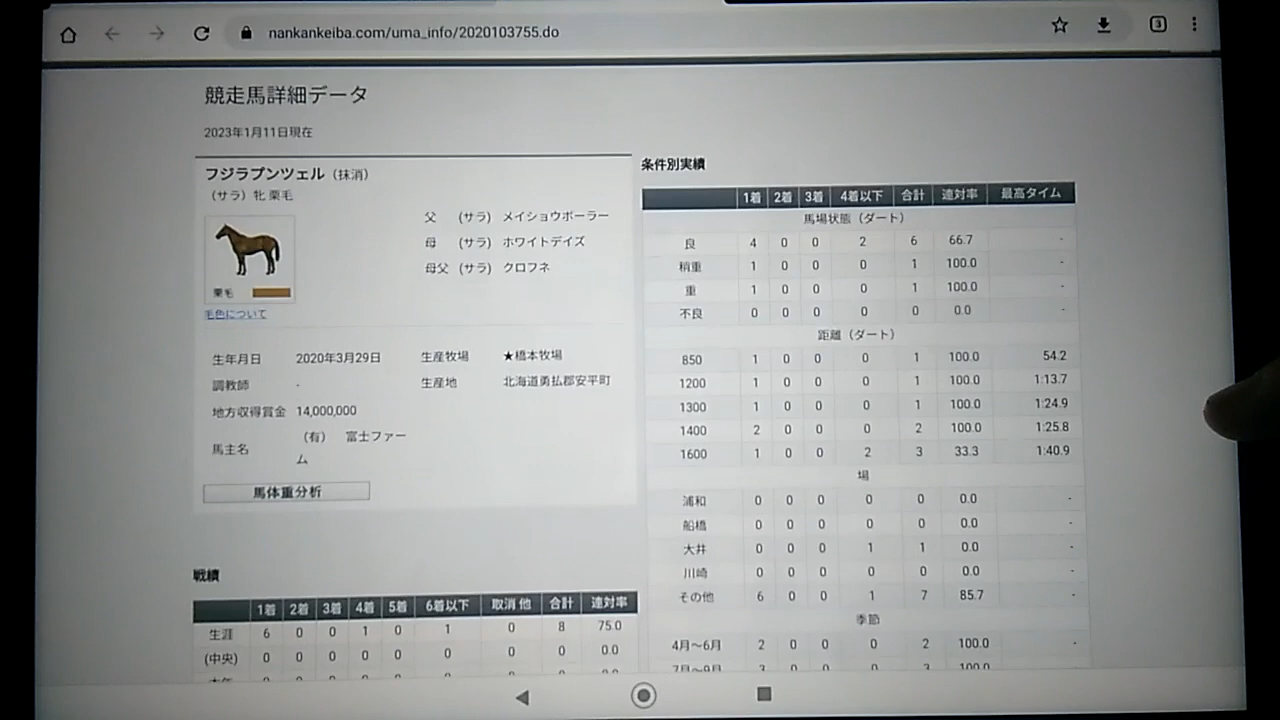 nankankeiba.com/uma_info/2020103755.do
3
競走馬詳細データ
2023年1月11日現在
フジラプンツェル（抹消）
（サラ）牝 栗毛
父 (サラ) メイショウボーラー
母 (サラ) ホワイトデイズ
母父 (サラ) クロフネ
栗毛
毛色について
生年月日 2020年3月29日 生産牧場 ★橋本牧場
調教師 - 生産地 北海道勇払郡安平町
地方収得賞金 14,000,000
馬主名 （有） 富士ファー
ム
馬体重分析
戦績
1着 2着 3着 4着 5着 6着以下 取消 他 合計 連対率
生涯 6 0 0 1 0 1 0 8 75.0
(中央) 0 0 0 0 0 0 0 0 0.0
条件別実績
1着 2着 3着 4着以下 合計 連対率 最高タイム
馬場状態（ダート）
良 4 0 0 2 6 66.7 -
稍重 1 0 0 0 1 100.0 -
重 1 0 0 0 1 100.0 -
不良 0 0 0 0 0 0.0 -
距離（ダート）
850 1 0 0 0 1 100.0 54.2
1200 1 0 0 0 1 100.0 1:13.7
1300 1 0 0 0 1 100.0 1:24.9
1400 2 0 0 0 2 100.0 1:25.8
1600 1 0 0 2 3 33.3 1:40.9
場
浦和 0 0 0 0 0 0.0 -
船橋 0 0 0 0 0 0.0 -
大井 0 0 0 1 1 0.0 -
川崎 0 0 0 0 0 0.0 -
その他 6 0 0 1 7 85.7 -
季節
4月～6月 2 0 0 0 2 100.0 -
7月～9月 3 0 0 0 3 100.0